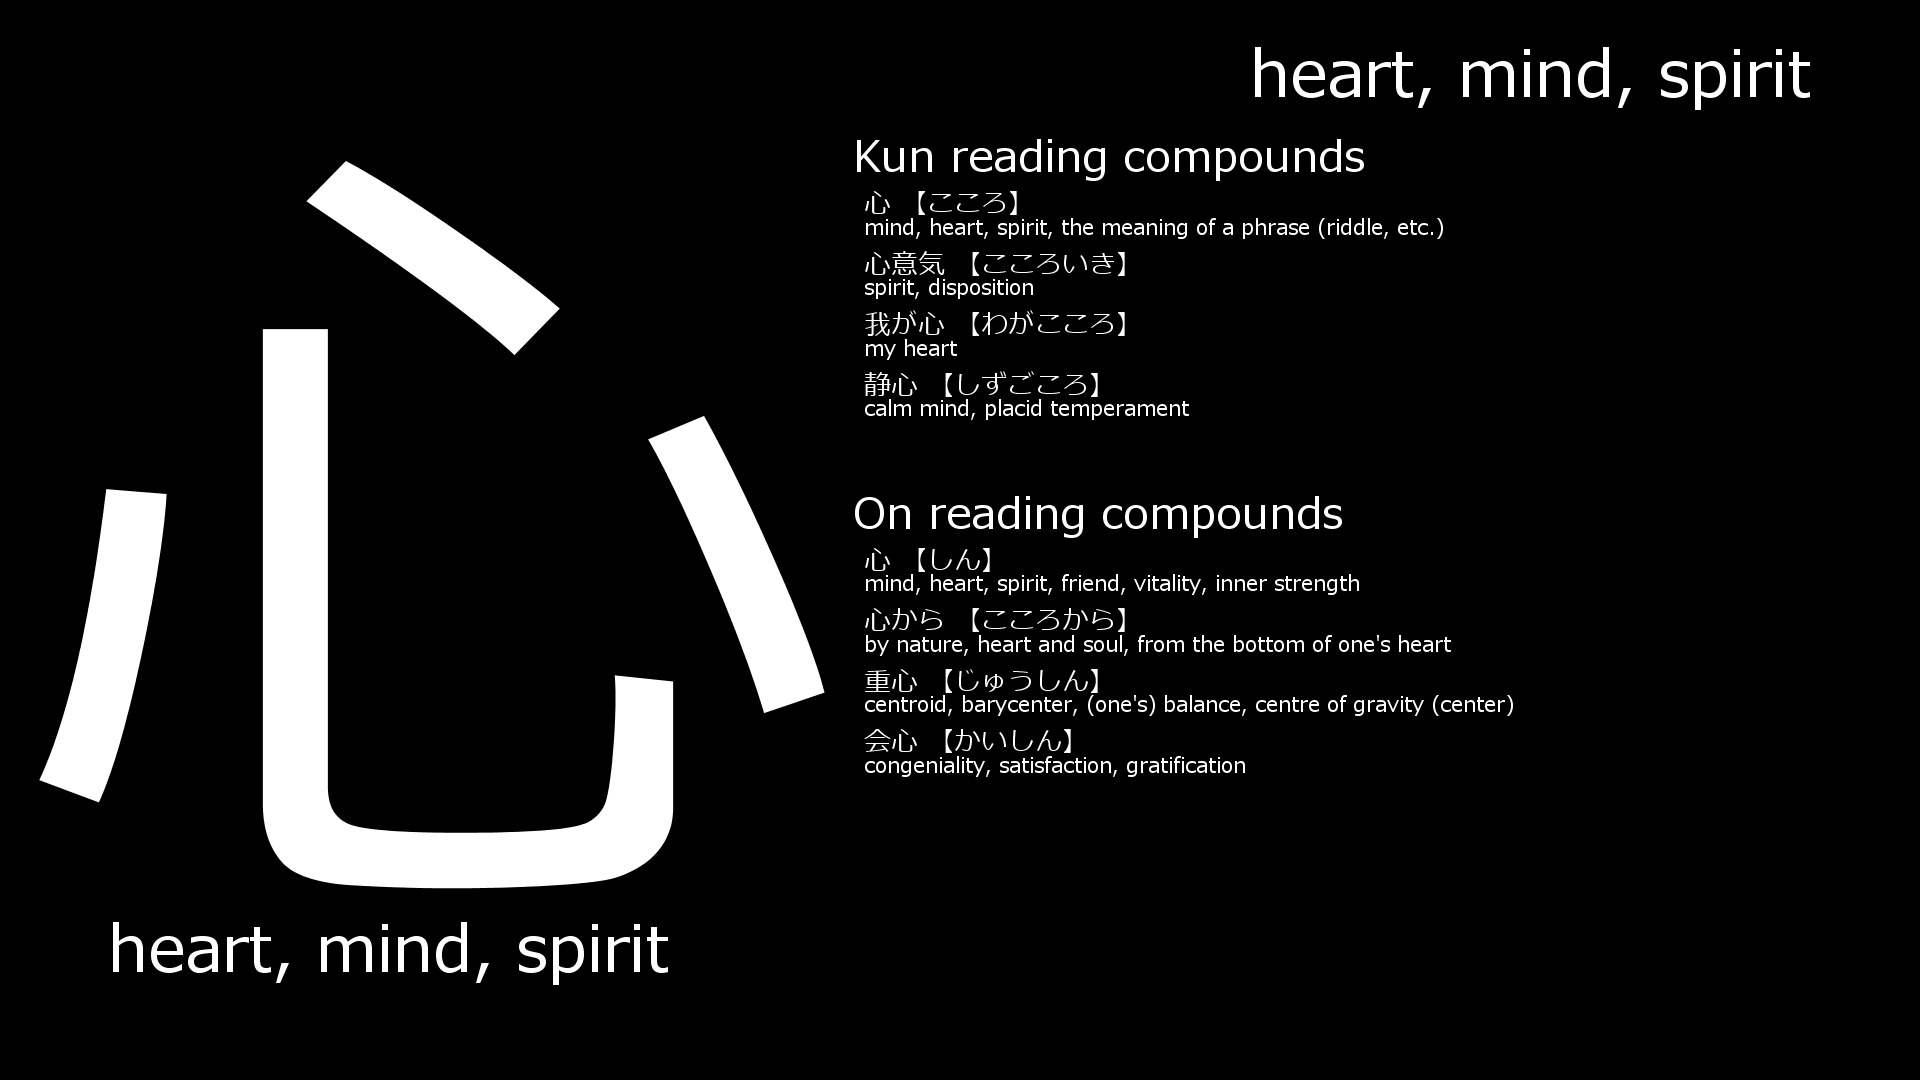 heart, mind, spirit
心
heart, mind, spirit
Kun reading compounds
心 【こころ】
mind, heart, spirit, the meaning of a phrase (riddle, etc.)
心意気 【こころいき】
spirit, disposition
我が心 【わがこころ】
my heart
静心 【しずごころ】
calm mind, placid temperament
On reading compounds
心 【しん】
mind, heart, spirit, friend, vitality, inner strength
心から 【こころから】
by nature, heart and soul, from the bottom of one's heart
重心 【じゅうしん】
centroid, barycenter, (one's) balance, centre of gravity (center)
会心 【かいしん】
congeniality, satisfaction, gratification